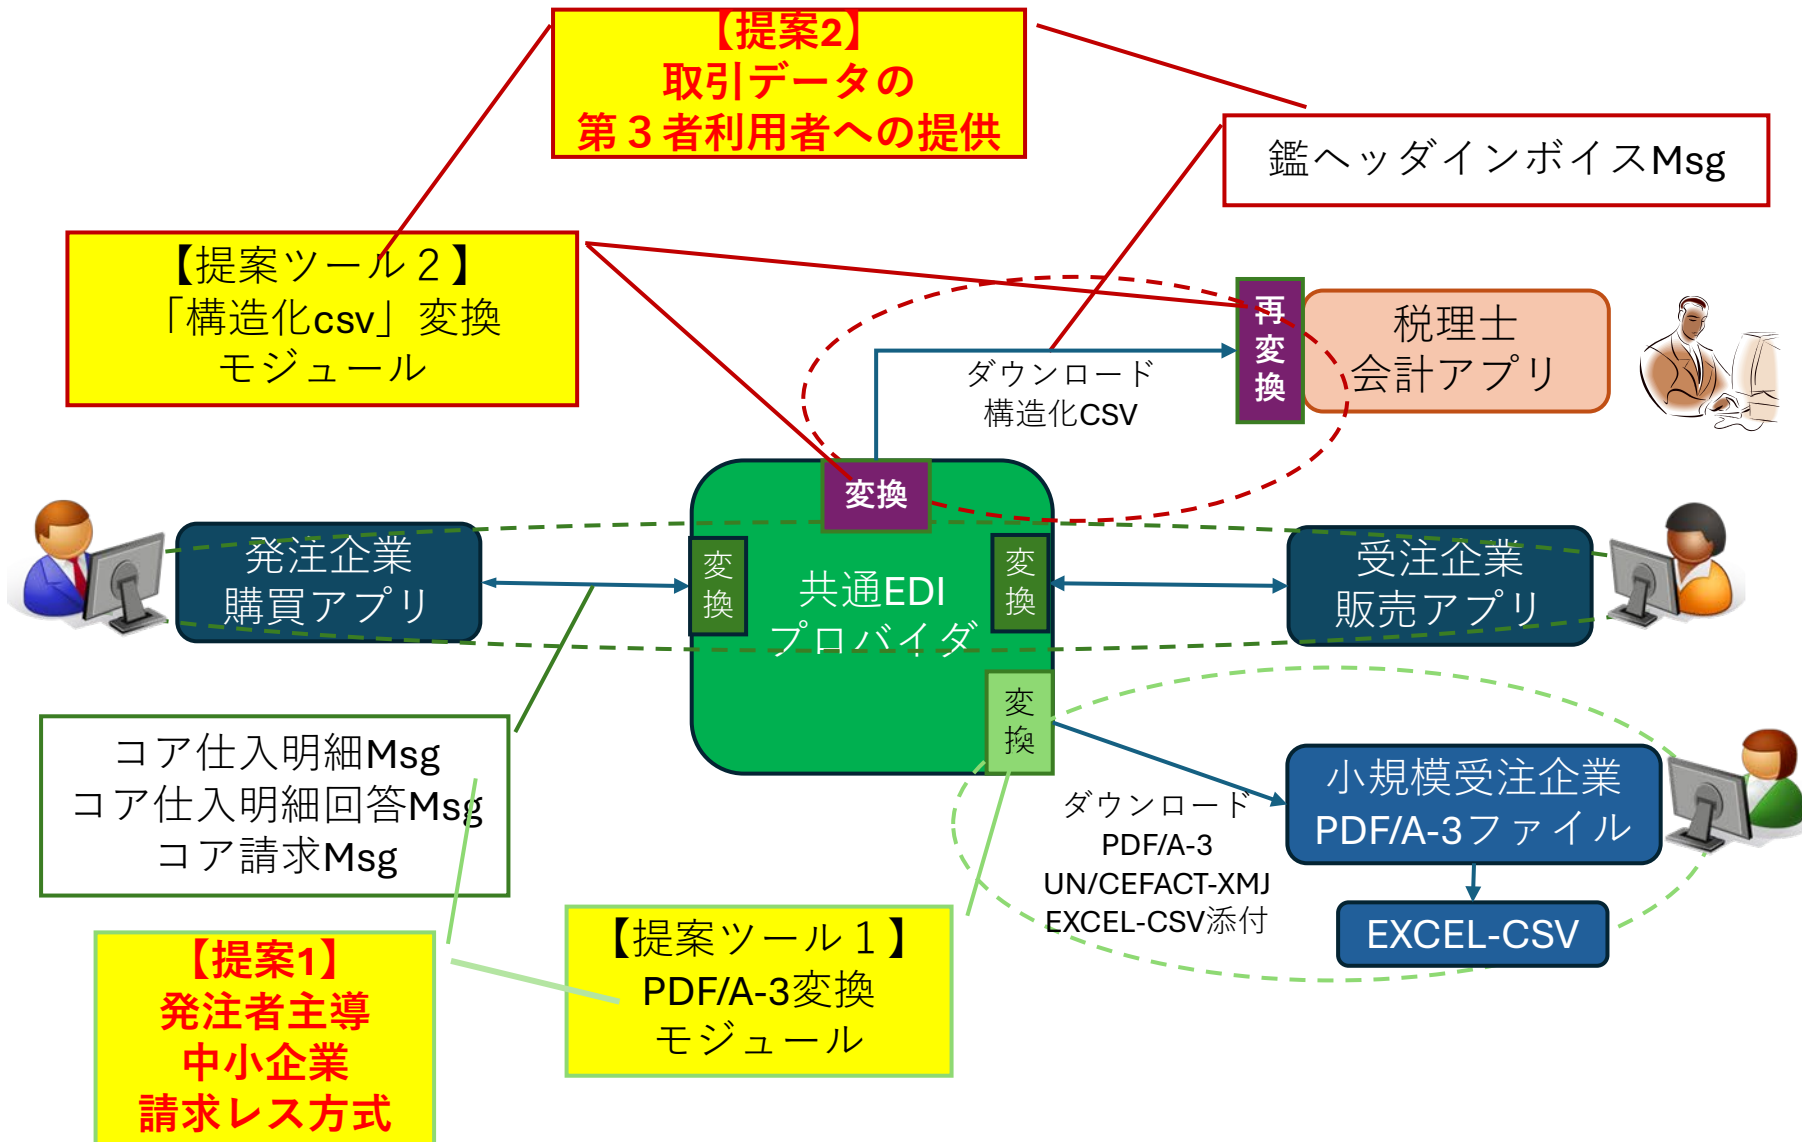 【提案2】
取引データの
第３者利用者への提供
鑑ヘッダインボイスMsg
【提案ツール２】
「構造化csv」変換
モジュール
再
変
換
税理士
会計アプリ
ダウンロード
構造化CSV
変換
発注企業
購買アプリ
変
換
共通EDI
プロバイダ
変
換
受注企業
販売アプリ
変
換
コア仕入明細Msg
コア仕入明細回答Msg
コア請求Msg
小規模受注企業
PDF/A-3ファイル
ダウンロード
PDF/A-3
UN/CEFACT-XMJ
EXCEL-CSV添付
EXCEL-CSV
【提案ツール１】
PDF/A-3変換
モジュール
【提案1】
発注者主導
中小企業
請求レス方式